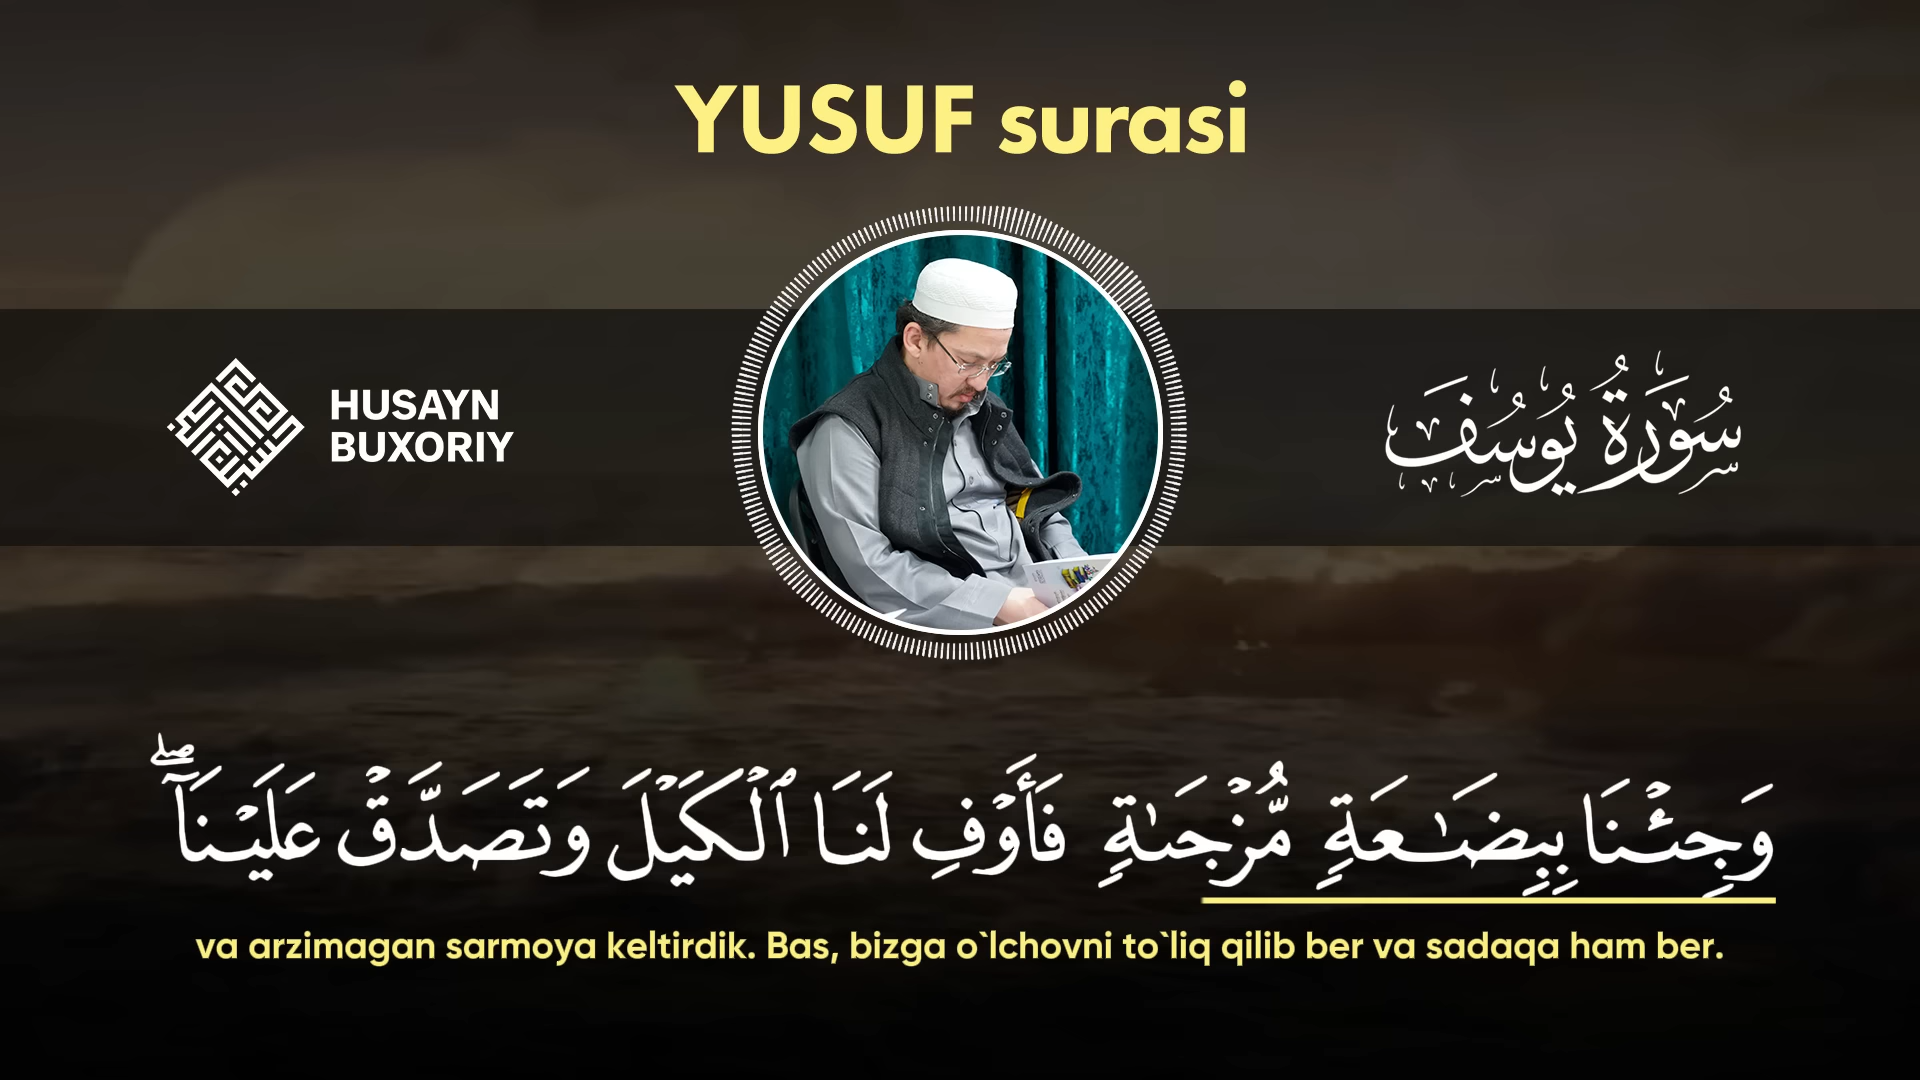 YUSUF surasi
HUSAYN
BUXORIY
سُورَةُ يُوسُفَ
وَجِئْنَا بِبِضَـٰعَةٍ مُّزْجَىٰةٍ فَأَوْفِ لَنَا ٱلْكَيْلَ وَتَصَدَّقْ عَلَيْنَآ ۖ
va arzimagan sarmoya keltirdik. Bas, bizga o`lchovni to`liq qilib ber va sadaqa ham ber.